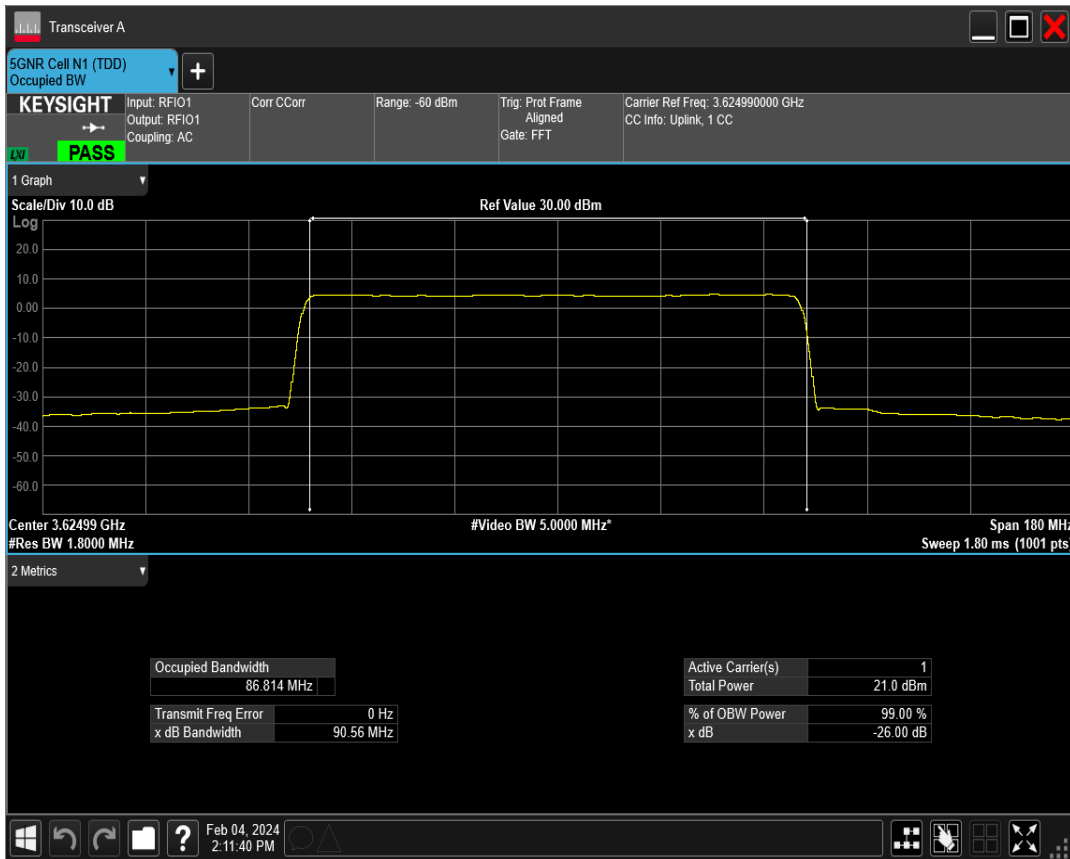 Transceiver A
5GNR Cell N1 (TDD)
Occupied BW
+
KEYSIGHT
LXI
PASS
Input: RFIO1
Output: RFIO1
Coupling: AC
Corr CCorr
Range: -60 dBm
Trig: Prot Frame
Aligned
Gate: FFT
Carrier Ref Freq: 3.624990000 GHz
CC Info: Uplink, 1 CC
1 Graph
Scale/Div 10.0 dB
Ref Value 30.00 dBm
Log
20.0
10.0
0.00
-10.0
-20.0
-30.0
-40.0
-50.0
-60.0
Center 3.62499 GHz
#Video BW 5.0000 MHz*
Span 180 MHz
#Res BW 1.8000 MHz
Sweep 1.80 ms (1001 pts)
2 Metrics
Occupied Bandwidth
86.814 MHz
Transmit Freq Error 0 Hz
x dB Bandwidth 90.56 MHz
Active Carrier(s) 1
Total Power 21.0 dBm
% of OBW Power 99.00 %
x dB -26.00 dB
?
Feb 04, 2024
2:11:40 PM